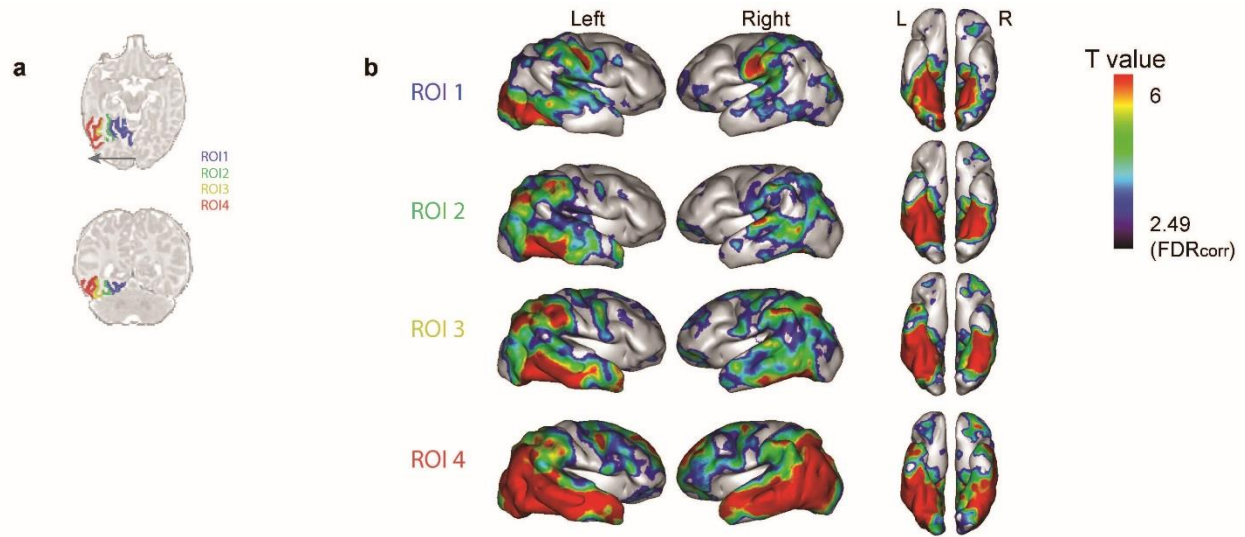 a
ROI1
ROI2
ROI3
ROI4
b
Left
Right
L
R
ROI 1
ROI 2
ROI 3
ROI 4
T value
6
2.49
(FDRcorr)